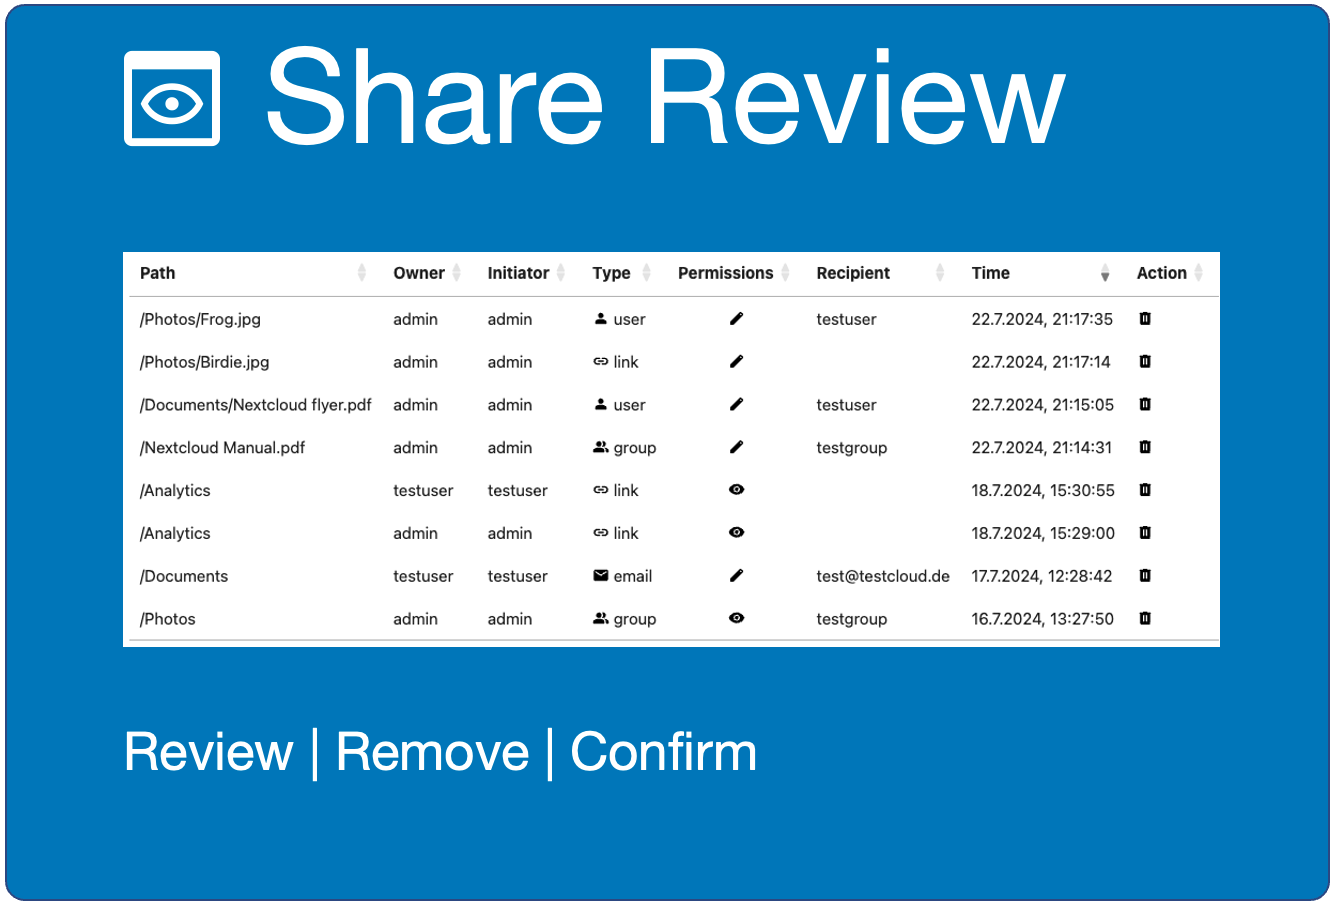 Share Review
Path Owner Initiator Type Permissions Recipient Time Action
/Photos/Frog.jpg admin admin user testuser 22.7.2024, 21:17:35
/Photos/Birdie.jpg admin admin link 22.7.2024, 21:17:14
/Documents/Nextcloud flyer.pdf admin admin user testuser 22.7.2024, 21:15:05
/Nextcloud Manual.pdf admin admin group testgroup 22.7.2024, 21:14:31
/Analytics testuser testuser link 18.7.2024, 15:30:55
/Analytics admin admin link 18.7.2024, 15:29:00
/Documents testuser testuser email test@testcloud.de 17.7.2024, 12:28:42
/Photos admin admin group testgroup 16.7.2024, 13:27:50
Review | Remove | Confirm